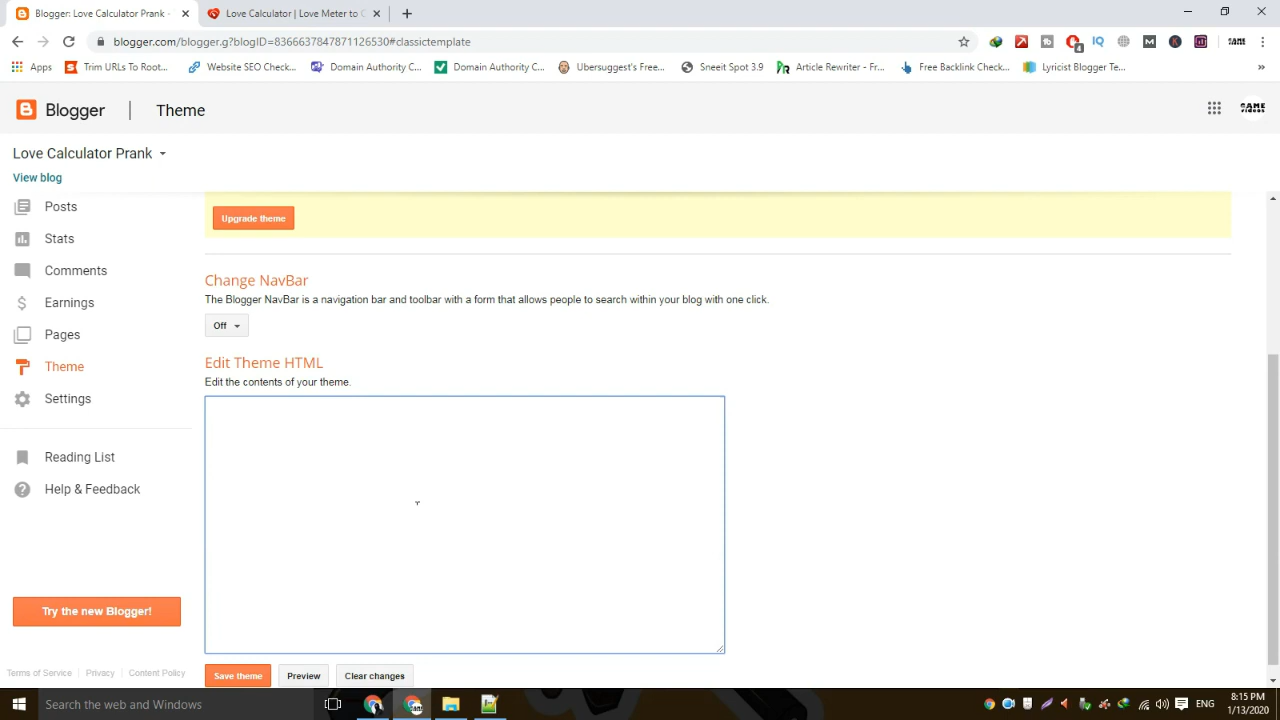 Blogger: Love Calculator Prank -
Love Calculator | Love Meter to C
blogger.com/blogger.g?blogID=8366637847871126530#classictemplate
Apps
Trim URLs To Root...
Website SEO Check...
Domain Authority C...
Domain Authority C...
Ubersuggest's Free...
Sneeit Spot 3.9
Article Rewriter - Fr...
Free Backlink Check...
Lyricist Blogger Te...
Blogger
Theme
GAME VIDEOS
Love Calculator Prank
View blog
Posts
Stats
Comments
Earnings
Pages
Theme
Settings
Reading List
Help & Feedback
Try the new Blogger!
Terms of Service | Privacy | Content Policy
Upgrade theme
Change NavBar
The Blogger NavBar is a navigation bar and toolbar with a form that allows people to search within your blog with one click.
Off
Edit Theme HTML
Edit the contents of your theme.
Save theme
Preview
Clear changes
Search the web and Windows
ENG
8:15 PM
1/13/2020